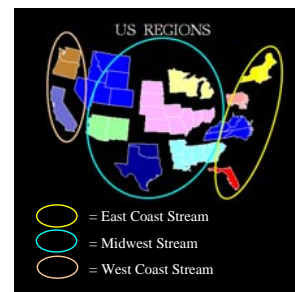 US REGIONS
= East Coast Stream
= Midwest Stream
= West Coast Stream